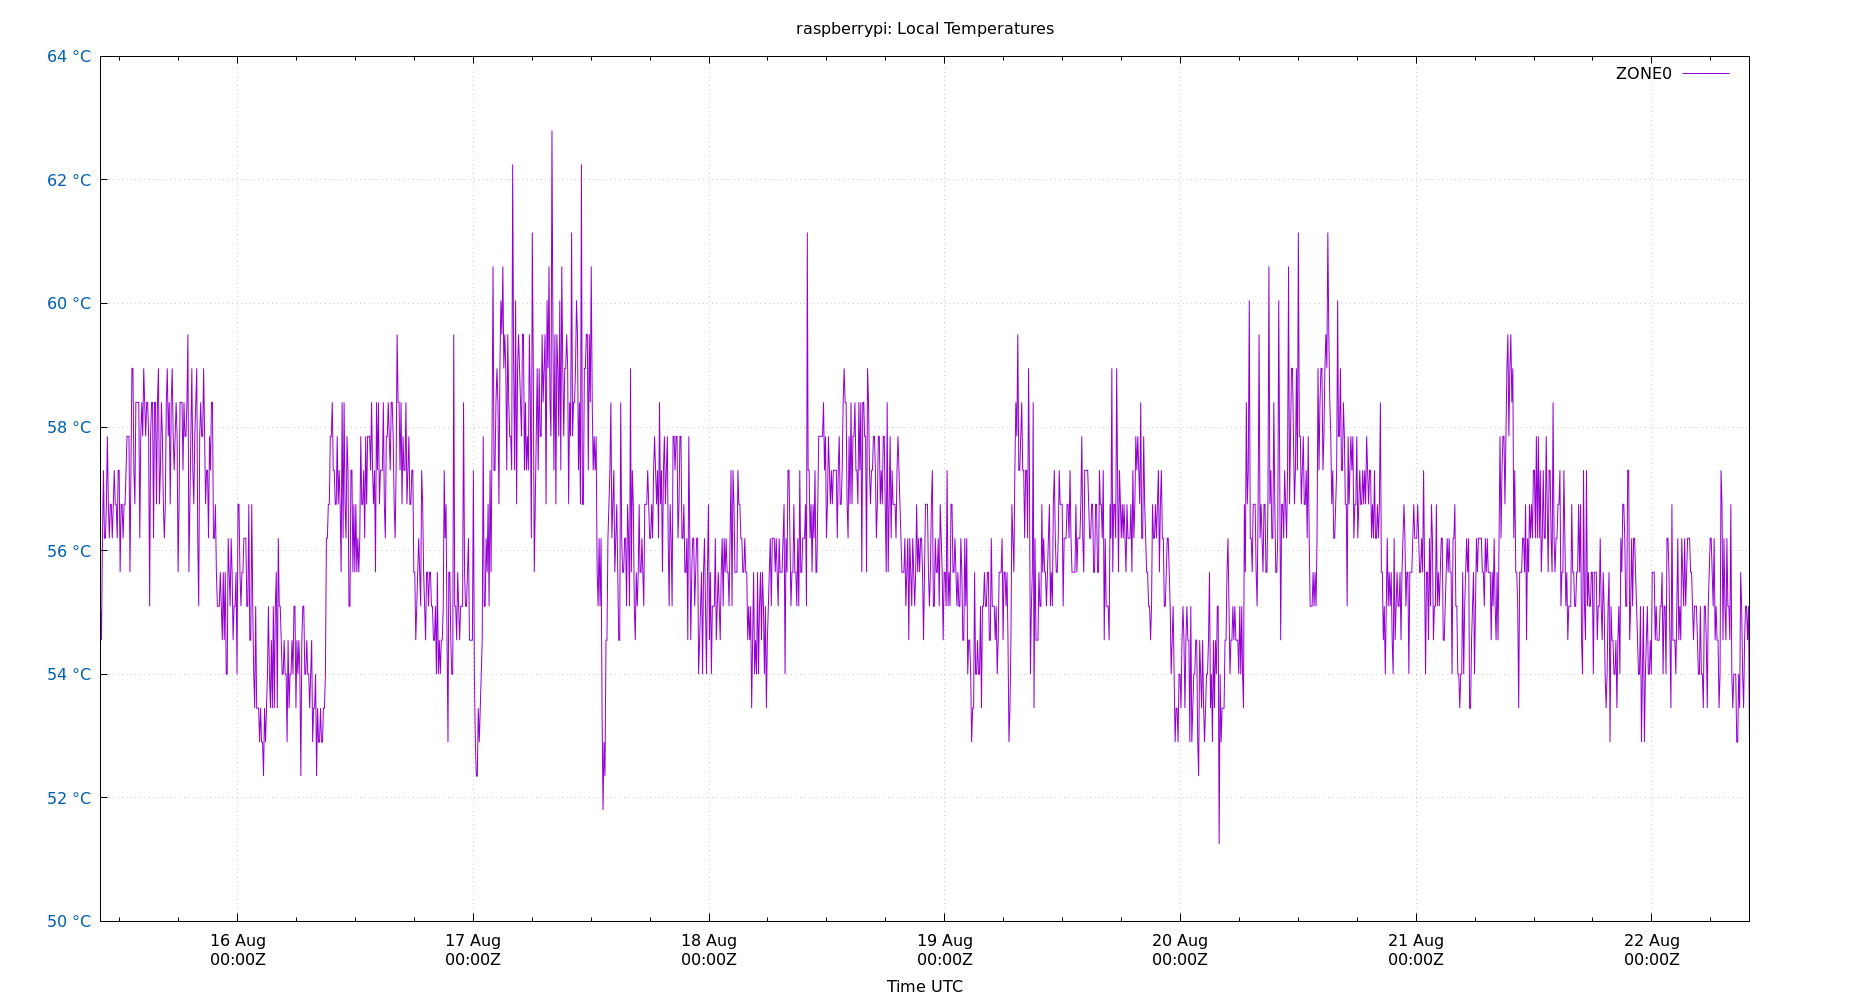 raspberrypi: Local Temperatures
64 °C
ZONE0
62 °C
60 °C
58 °C
56 °C
54 °C
52 °C
50 °C
16 Aug 17 Aug 18 Aug 19 Aug 20 Aug 21 Aug 22 Aug
00:00Z 00:00Z 00:00Z 00:00Z 00:00Z 00:00Z 00:00Z
Time UTC